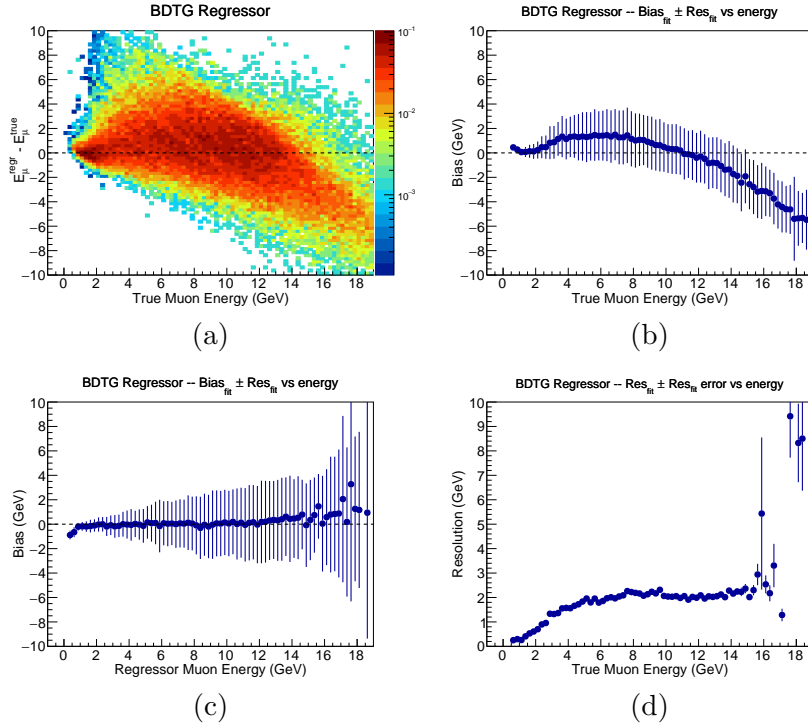 BDTG Regressor
E_μ^regr - E_μ^true
10
8
6
4
2
0
−2
−4
−6
−8
−10
0 2 4 6 8 10 12 14 16 18
True Muon Energy (GeV)
10^−1
10^−2
10^−3
(a)
BDTG Regressor -- Bias_fit ± Res_fit vs energy
Bias (GeV)
10
8
6
4
2
0
−2
−4
−6
−8
−10
0 2 4 6 8 10 12 14 16 18
True Muon Energy (GeV)
(b)
BDTG Regressor -- Bias_fit ± Res_fit vs energy
Bias (GeV)
10
8
6
4
2
0
−2
−4
−6
−8
−10
0 2 4 6 8 10 12 14 16 18
Regressor Muon Energy (GeV)
(c)
BDTG Regressor -- Res_fit ± Res_fit error vs energy
Resolution (GeV)
10
9
8
7
6
5
4
3
2
1
0
0 2 4 6 8 10 12 14 16 18
True Muon Energy (GeV)
(d)